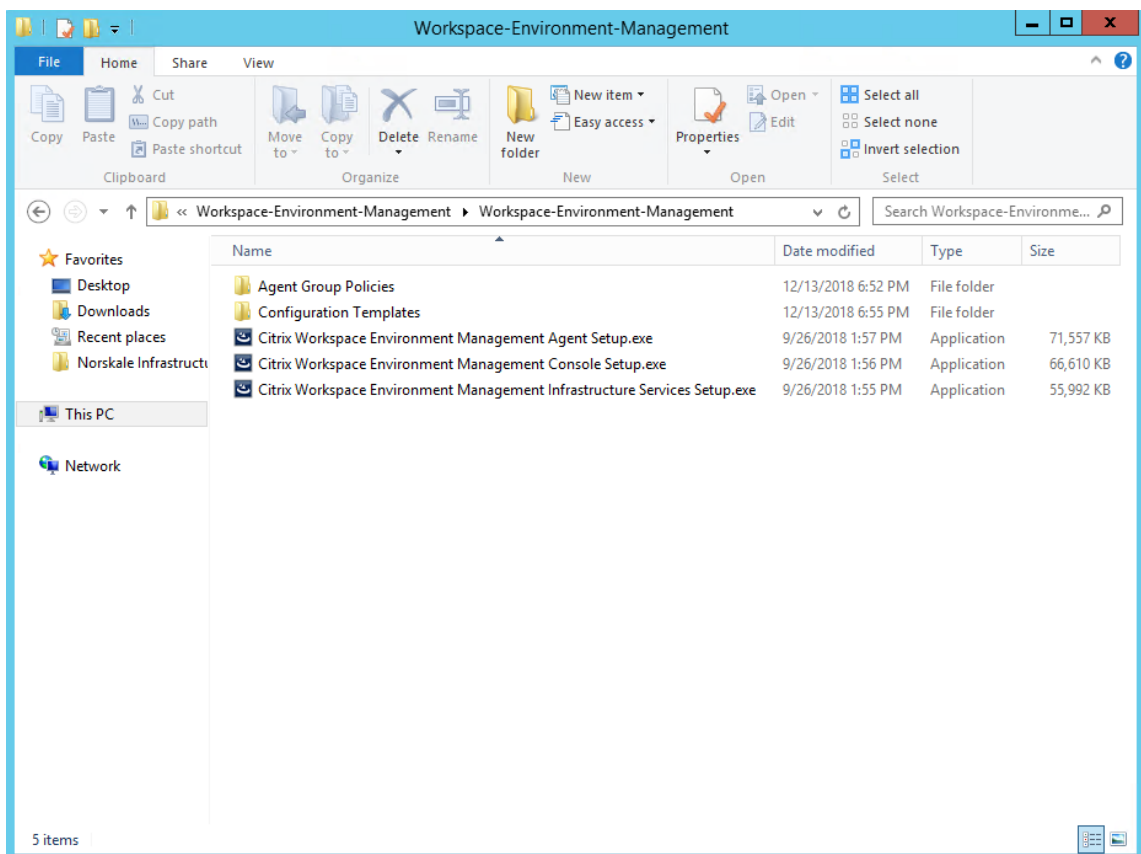 Workspace-Environment-Management
File Home Share View
Copy
Paste
Cut
Copy path
Paste shortcut
Clipboard
Move to
Copy to
Delete
Rename
Organize
New folder
New item
Easy access
New
Properties
Open
Edit
Open
Select all
Select none
Invert selection
Select
« Workspace-Environment-Management Workspace-Environment-Management
Search Workspace-Environme...
Favorites
Desktop
Downloads
Recent places
Norskale Infrastructu
This PC
Network
Name Date modified Type Size
Agent Group Policies 12/13/2018 6:52 PM File folder
Configuration Templates 12/13/2018 6:55 PM File folder
Citrix Workspace Environment Management Agent Setup.exe 9/26/2018 1:57 PM Application 71,557 KB
Citrix Workspace Environment Management Console Setup.exe 9/26/2018 1:56 PM Application 66,610 KB
Citrix Workspace Environment Management Infrastructure Services Setup.exe 9/26/2018 1:55 PM Application 55,992 KB
5 items